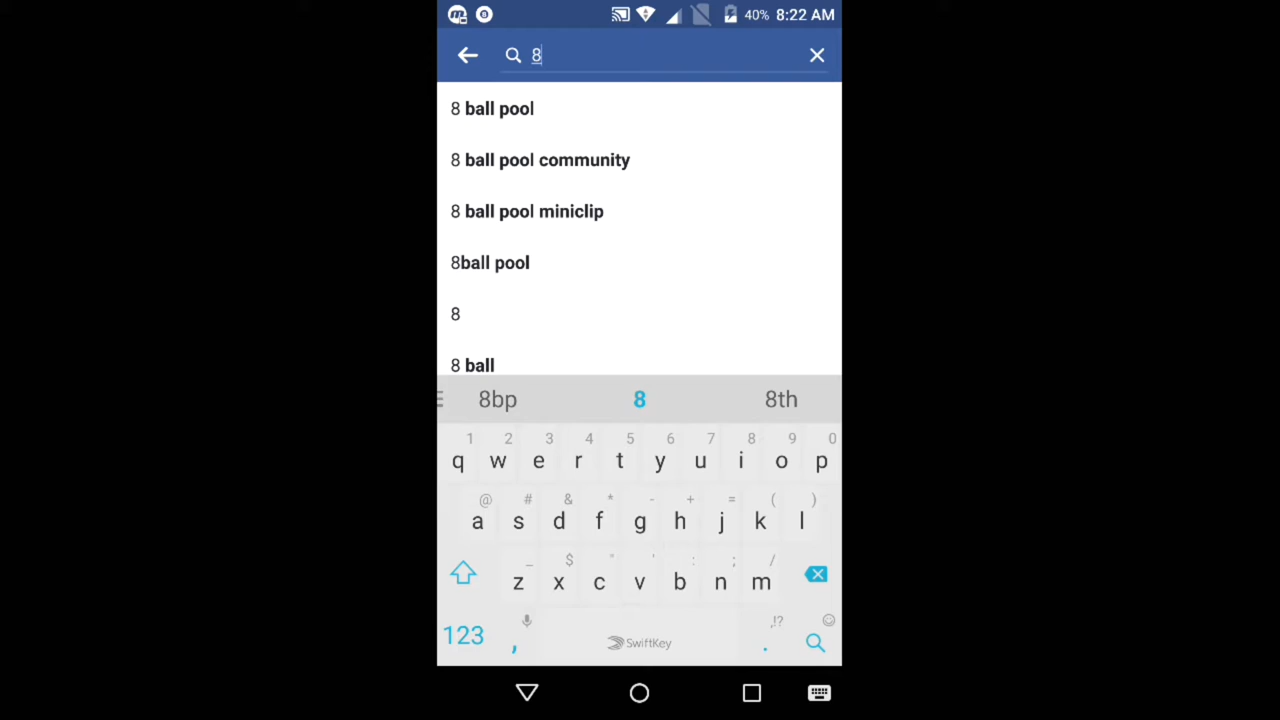 40% 8:22 AM
8
8 ball pool
8 ball pool community
8 ball pool miniclip
8ball pool
8
8 ball
8bp 8 8th
1 2 3 4 5 6 7 8 9 0
q w e r t y u i o p
@ # & * - + = ( )
a s d f g h j k l
_ $ " ' : ; /
z x c v b n m
,!?
123 , SwiftKey .